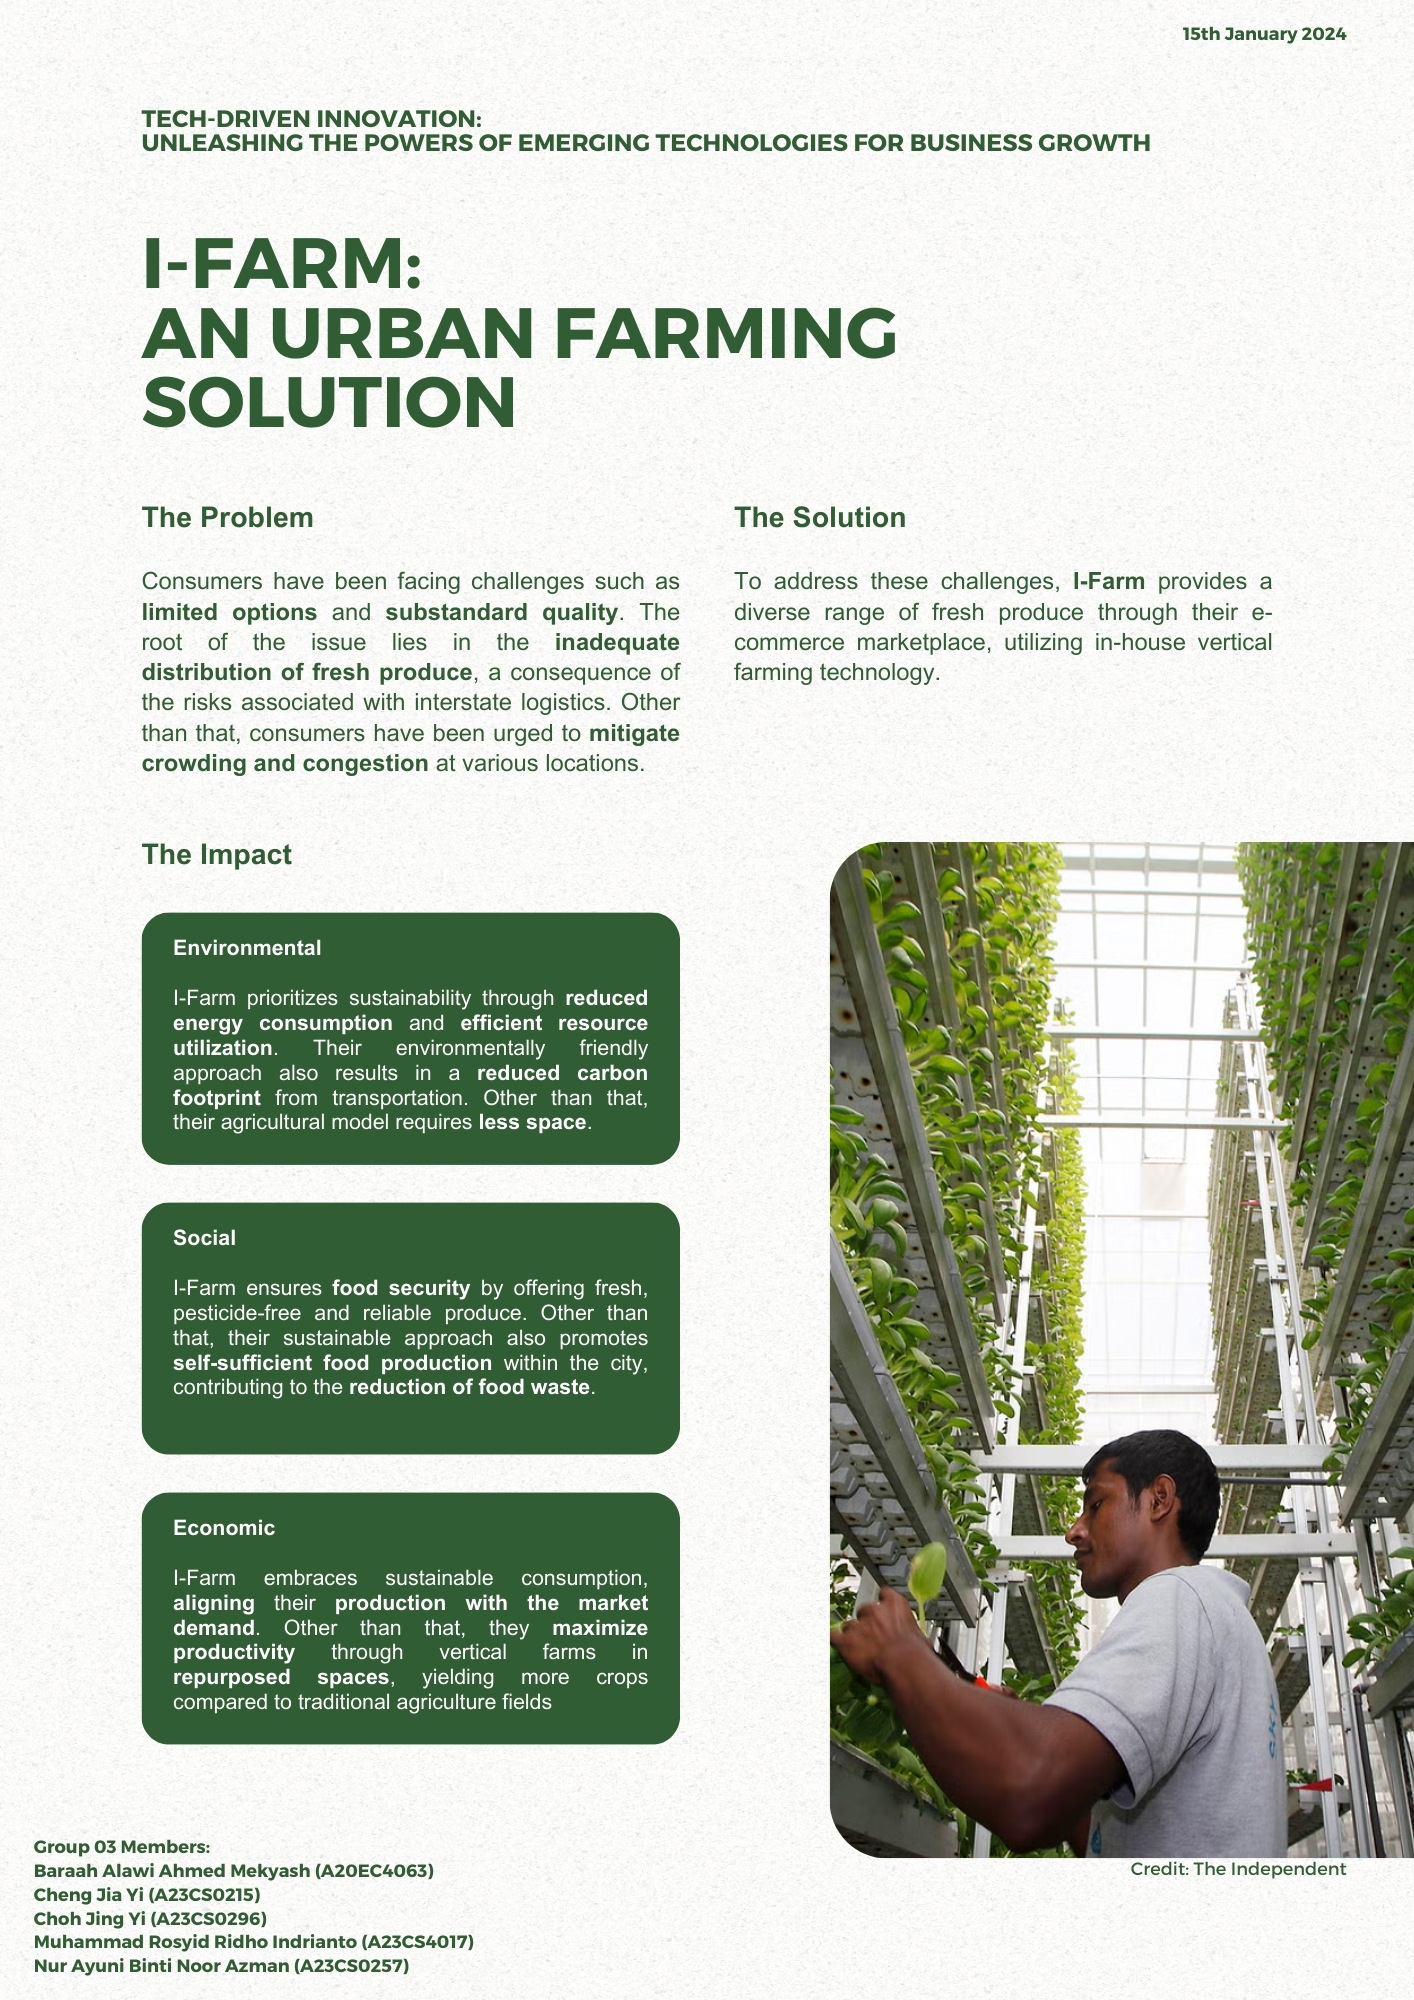 15th January 2024
TECH-DRIVEN INNOVATION:
UNLEASHING THE POWERS OF EMERGING TECHNOLOGIES FOR BUSINESS GROWTH
I-FARM:
AN URBAN FARMING
SOLUTION
The Problem
Consumers have been facing challenges such as
limited options and substandard quality. The
root of the issue lies in the inadequate
distribution of fresh produce, a consequence of
the risks associated with interstate logistics. Other
than that, consumers have been urged to mitigate
crowding and congestion at various locations.
The Solution
To address these challenges, I-Farm provides a
diverse range of fresh produce through their e-
commerce marketplace, utilizing in-house vertical
farming technology.
The Impact
Environmental
I-Farm prioritizes sustainability through reduced
energy consumption and efficient resource
utilization. Their environmentally friendly
approach also results in a reduced carbon
footprint from transportation. Other than that,
their agricultural model requires less space.
Social
I-Farm ensures food security by offering fresh,
pesticide-free and reliable produce. Other than
that, their sustainable approach also promotes
self-sufficient food production within the city,
contributing to the reduction of food waste.
Economic
I-Farm embraces sustainable consumption,
aligning their production with the market
demand. Other than that, they maximize
productivity through vertical farms in
repurposed spaces, yielding more crops
compared to traditional agriculture fields
Credit: The Independent
Group 03 Members:
Baraah Alawi Ahmed Mekyash (A20EC4063)
Cheng Jia Yi (A23CS0215)
Choh Jing Yi (A23CS0296)
Muhammad Rosyid Ridho Indrianto (A23CS4017)
Nur Ayuni Binti Noor Azman (A23CS0257)